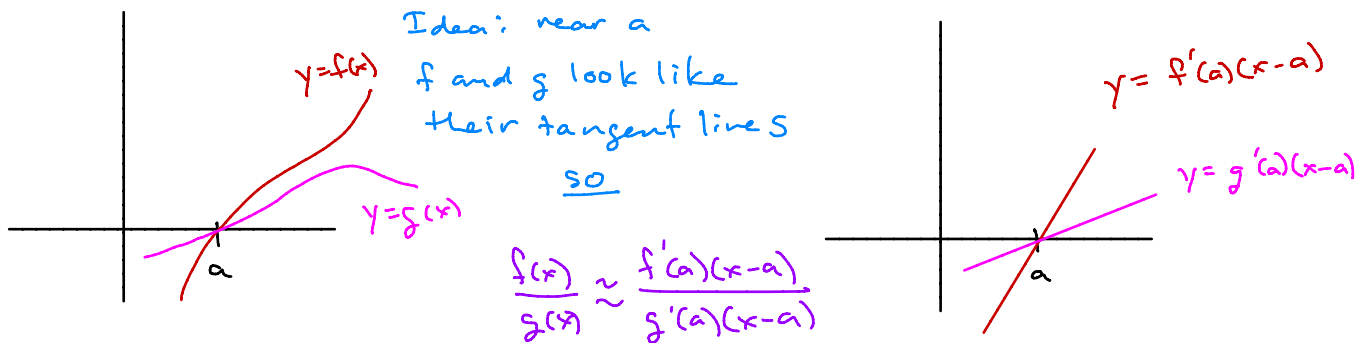 y=f(x)
y=g(x)
a
Idea: near a
f and g look like
their tangent lines
so
f(x)/g(x) ≈ f'(a)(x-a)/g'(a)(x-a)
y= f'(a)(x-a)
y= g'(a)(x-a)
a